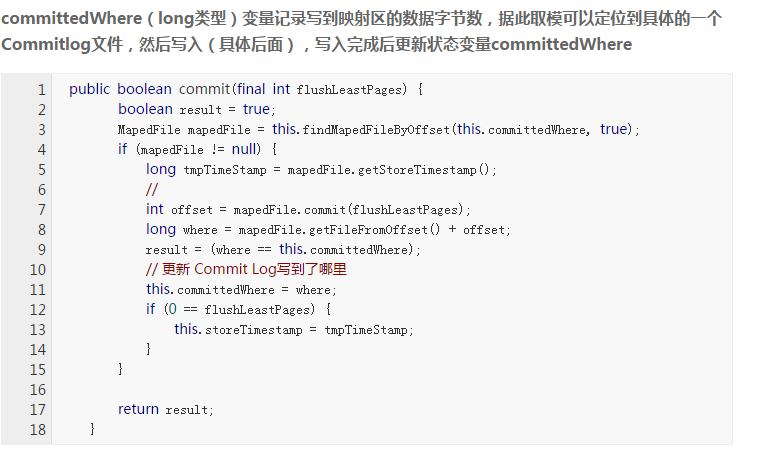 committedWhere（long类型）变量记录写到映射区的数据字节数，据此取模可以定位到具体的一个
Commitlog文件，然后写入（具体后面），写入完成后更新状态变量committedWhere
1 public boolean commit(final int flushLeastPages) {
2 boolean result = true;
3 MapedFile mapedFile = this.findMapedFileByOffset(this.committedWhere, true);
4 if (mapedFile != null) {
5 long tmpTimeStamp = mapedFile.getStoreTimestamp();
6 //
7 int offset = mapedFile.commit(flushLeastPages);
8 long where = mapedFile.getFileFromOffset() + offset;
9 result = (where == this.committedWhere);
10 // 更新 Commit Log写到了哪里
11 this.committedWhere = where;
12 if (0 == flushLeastPages) {
13 this.storeTimestamp = tmpTimeStamp;
14 }
15 }
16
17 return result;
18 }